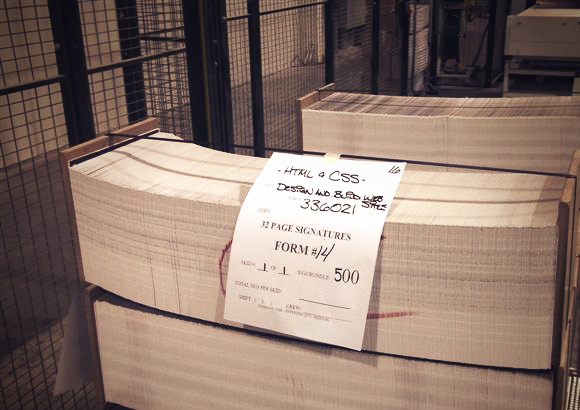 16
- HTML & CSS -
DESIGN AND BUILD WEB
SITES
336021
32 PAGE SIGNATURES
FORM #14
SKID # 1 OF 1 SIGS/BUNDLE: 500
TOTAL SIGS PER SKID:
SHIFT: 1 2 3 CREW: